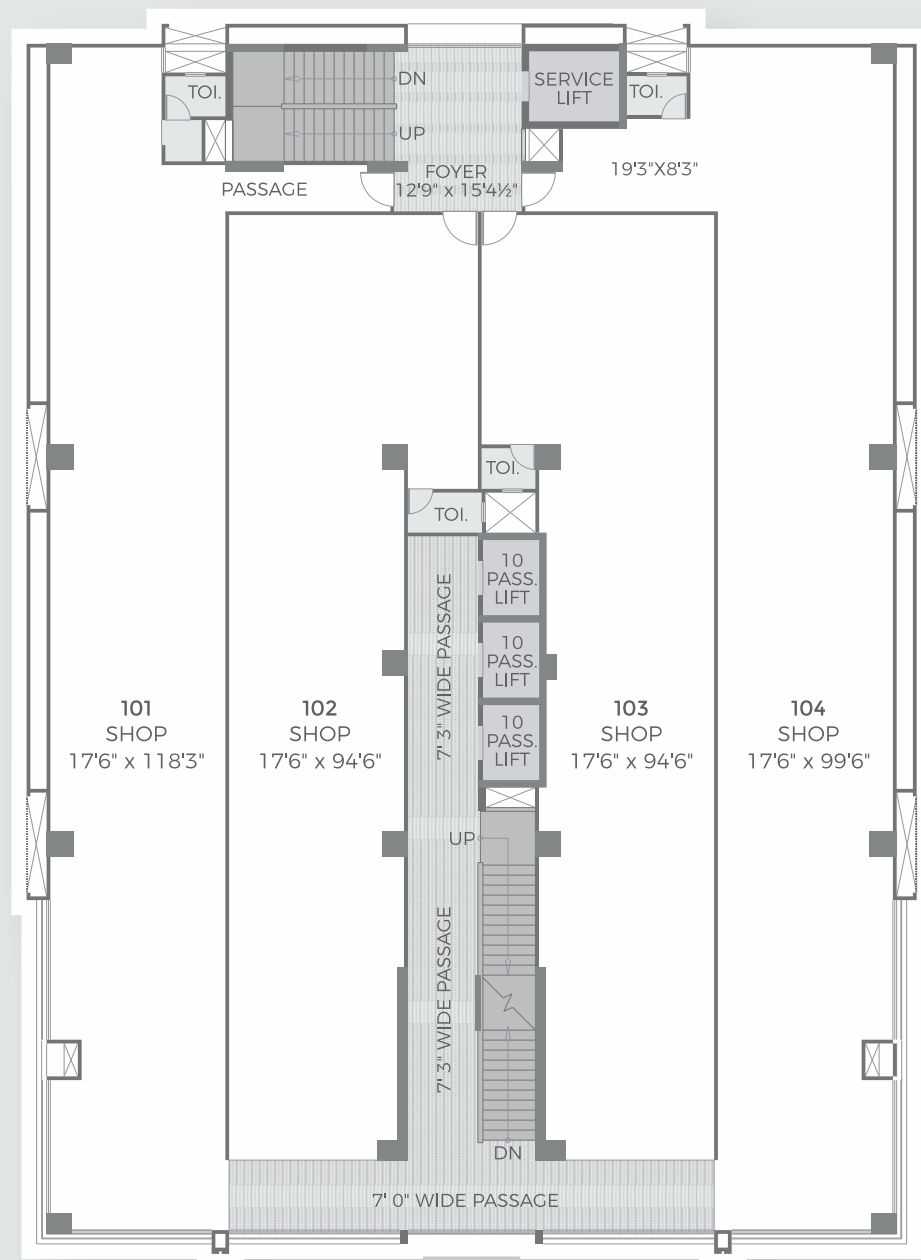 DN
SERVICE
LIFT
TOI.
TOI.
UP
FOYER
12'9" x 15'4½"
19'3"X8'3"
PASSAGE
TOI.
TOI.
10
PASS.
LIFT
7' 3" WIDE PASSAGE
10
PASS.
LIFT
10
PASS.
LIFT
101
SHOP
17'6" x 118'3"
102
SHOP
17'6" x 94'6"
103
SHOP
17'6" x 94'6"
104
SHOP
17'6" x 99'6"
UP
7' 3" WIDE PASSAGE
DN
7' 0" WIDE PASSAGE